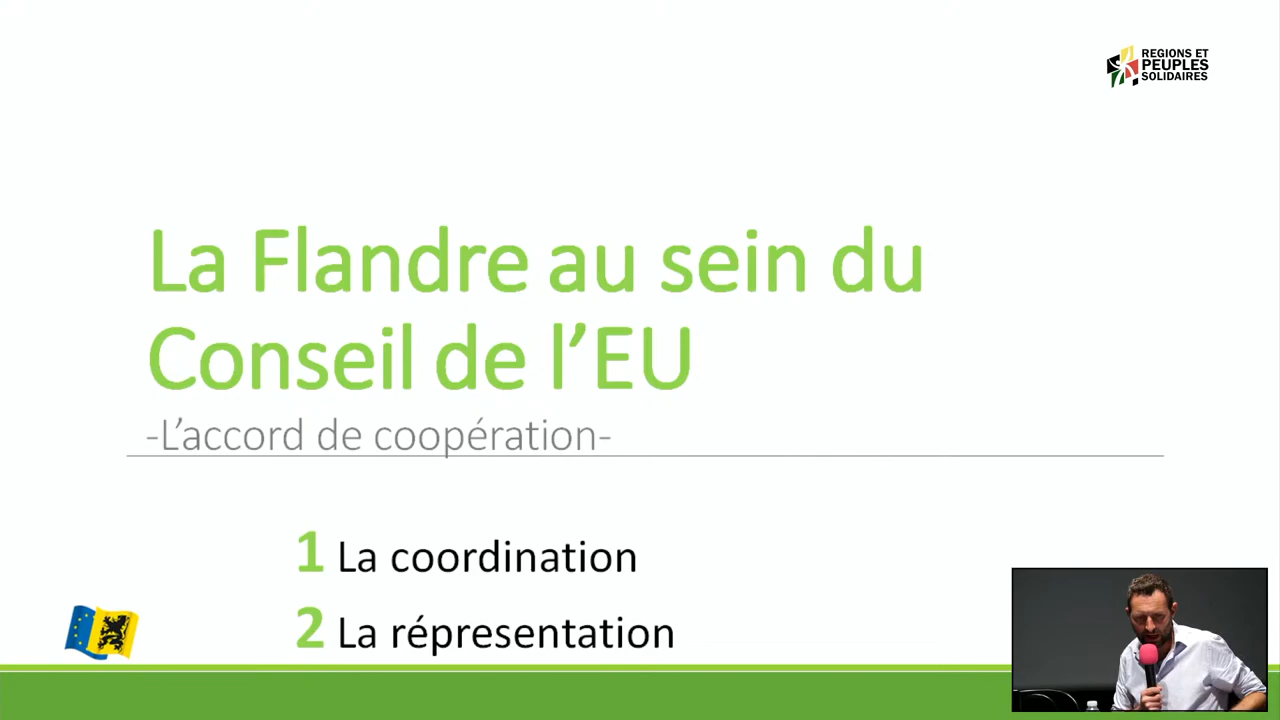 REGIONS ET
PEUPLES
SOLIDAIRES
La Flandre au sein du
Conseil de l’EU
-L’accord de coopération-
1 La coordination
2 La répresentation